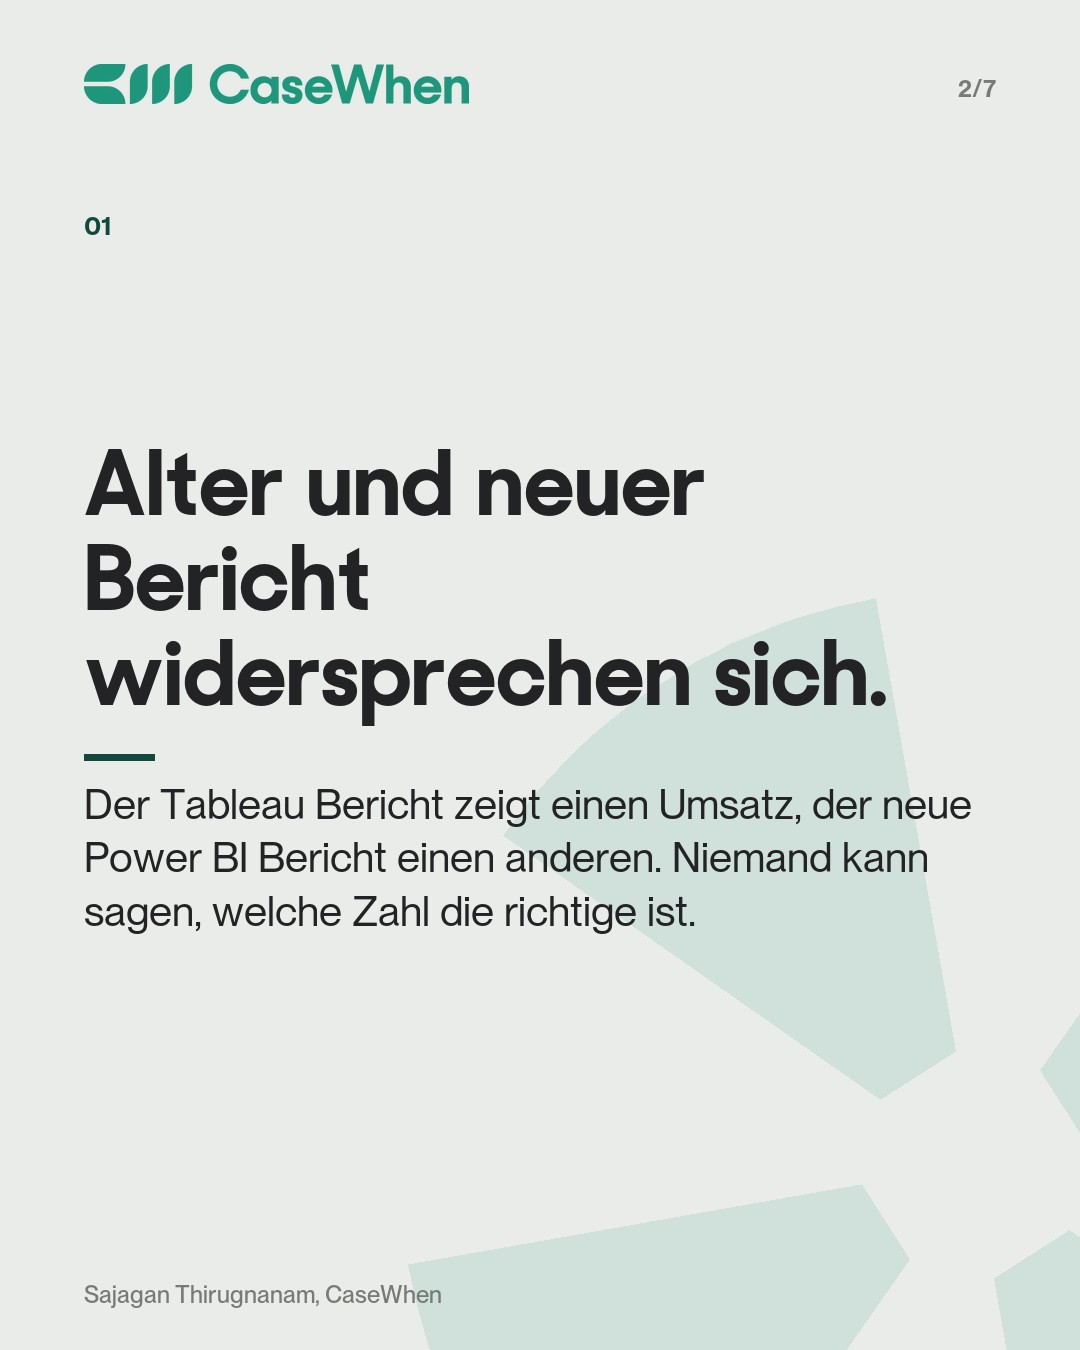 CaseWhen
2/7
01
Alter und neuer
Bericht
widersprechen sich.
Der Tableau Bericht zeigt einen Umsatz, der neue
Power BI Bericht einen anderen. Niemand kann
sagen, welche Zahl die richtige ist.
Sajagan Thirugnanam, CaseWhen